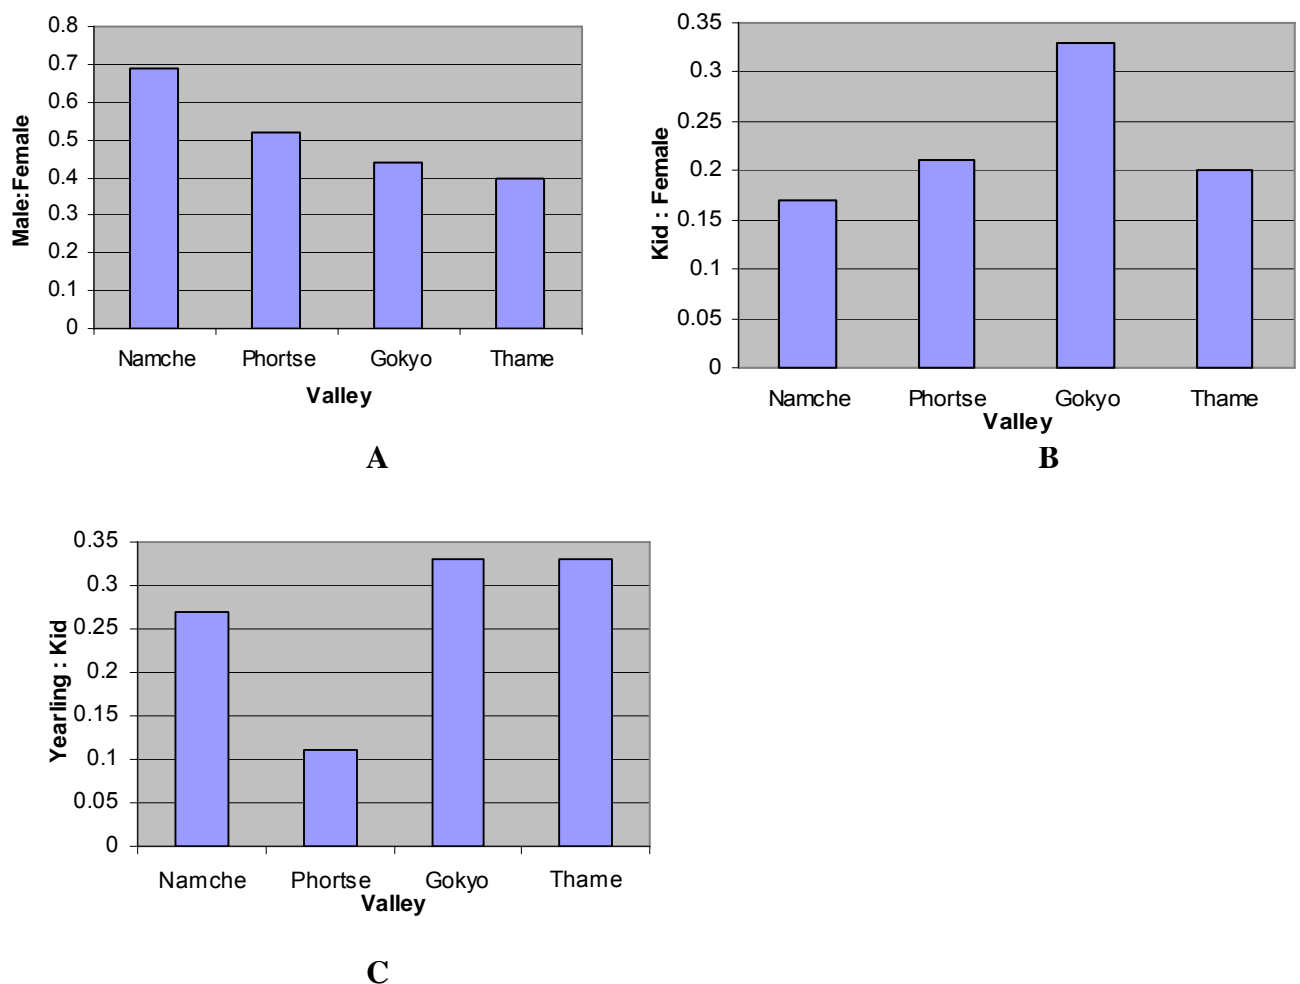 0.8
0.7
0.6
0.5
0.4
0.3
0.2
0.1
0
Male:Female
Namche Phortse Gokyo Thame
Valley
A
0.35
0.3
0.25
0.2
0.15
0.1
0.05
0
Kid : Female
Namche Phortse Gokyo Thame
Valley
B
0.35
0.3
0.25
0.2
0.15
0.1
0.05
0
Yearling : Kid
Namche Phortse Gokyo Thame
Valley
C